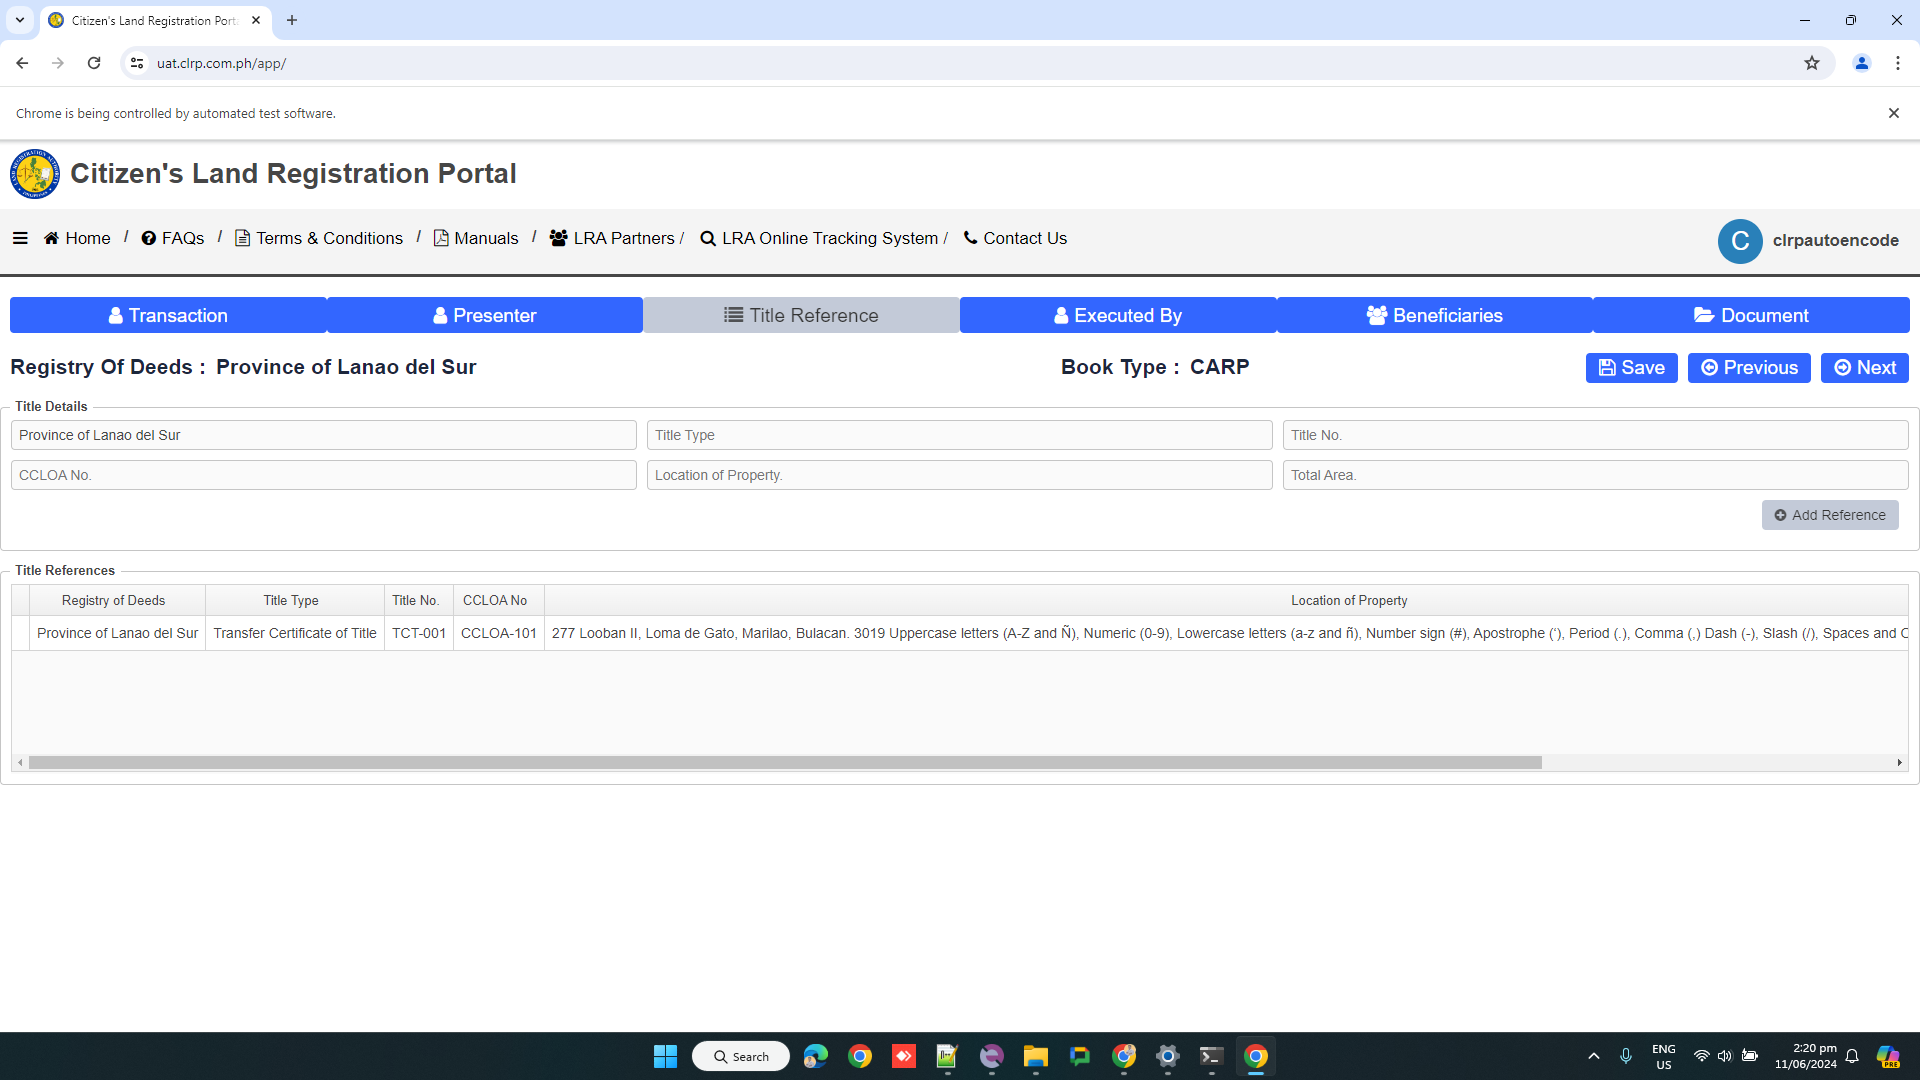 Citizen's Land Registration Porta
uat.clrp.com.ph/app/
Chrome is being controlled by automated test software.
Citizen's Land Registration Portal
Home / FAQs / Terms & Conditions / Manuals / LRA Partners / LRA Online Tracking System / Contact Us
C clrpautoencode
Transaction Presenter Title Reference Executed By Beneficiaries Document
Registry Of Deeds : Province of Lanao del Sur Book Type : CARP Save Previous Next
Title Details
Province of Lanao del Sur Title Type Title No.
CCLOA No. Location of Property. Total Area.
Add Reference
Title References
Registry of Deeds Title Type Title No. CCLOA No Location of Property
Province of Lanao del Sur Transfer Certificate of Title TCT-001 CCLOA-101 277 Looban II, Loma de Gato, Marilao, Bulacan. 3019 Uppercase letters (A-Z and Ñ), Numeric (0-9), Lowercase letters (a-z and ñ), Number sign (#), Apostrophe ('), Period (.), Comma (,) Dash (-), Slash (/), Spaces and
Search
ENG
US
2:20 pm
11/06/2024
PRE